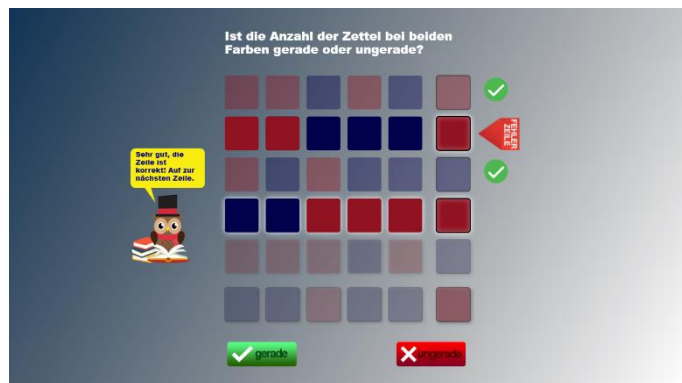 Ist die Anzahl der Zettel bei beiden
Farben gerade oder ungerade?
FEHLER
ZEILE
Sehr gut, die
Zeile ist
korrekt! Auf zur
nächsten Zeile.
gerade
ungerade